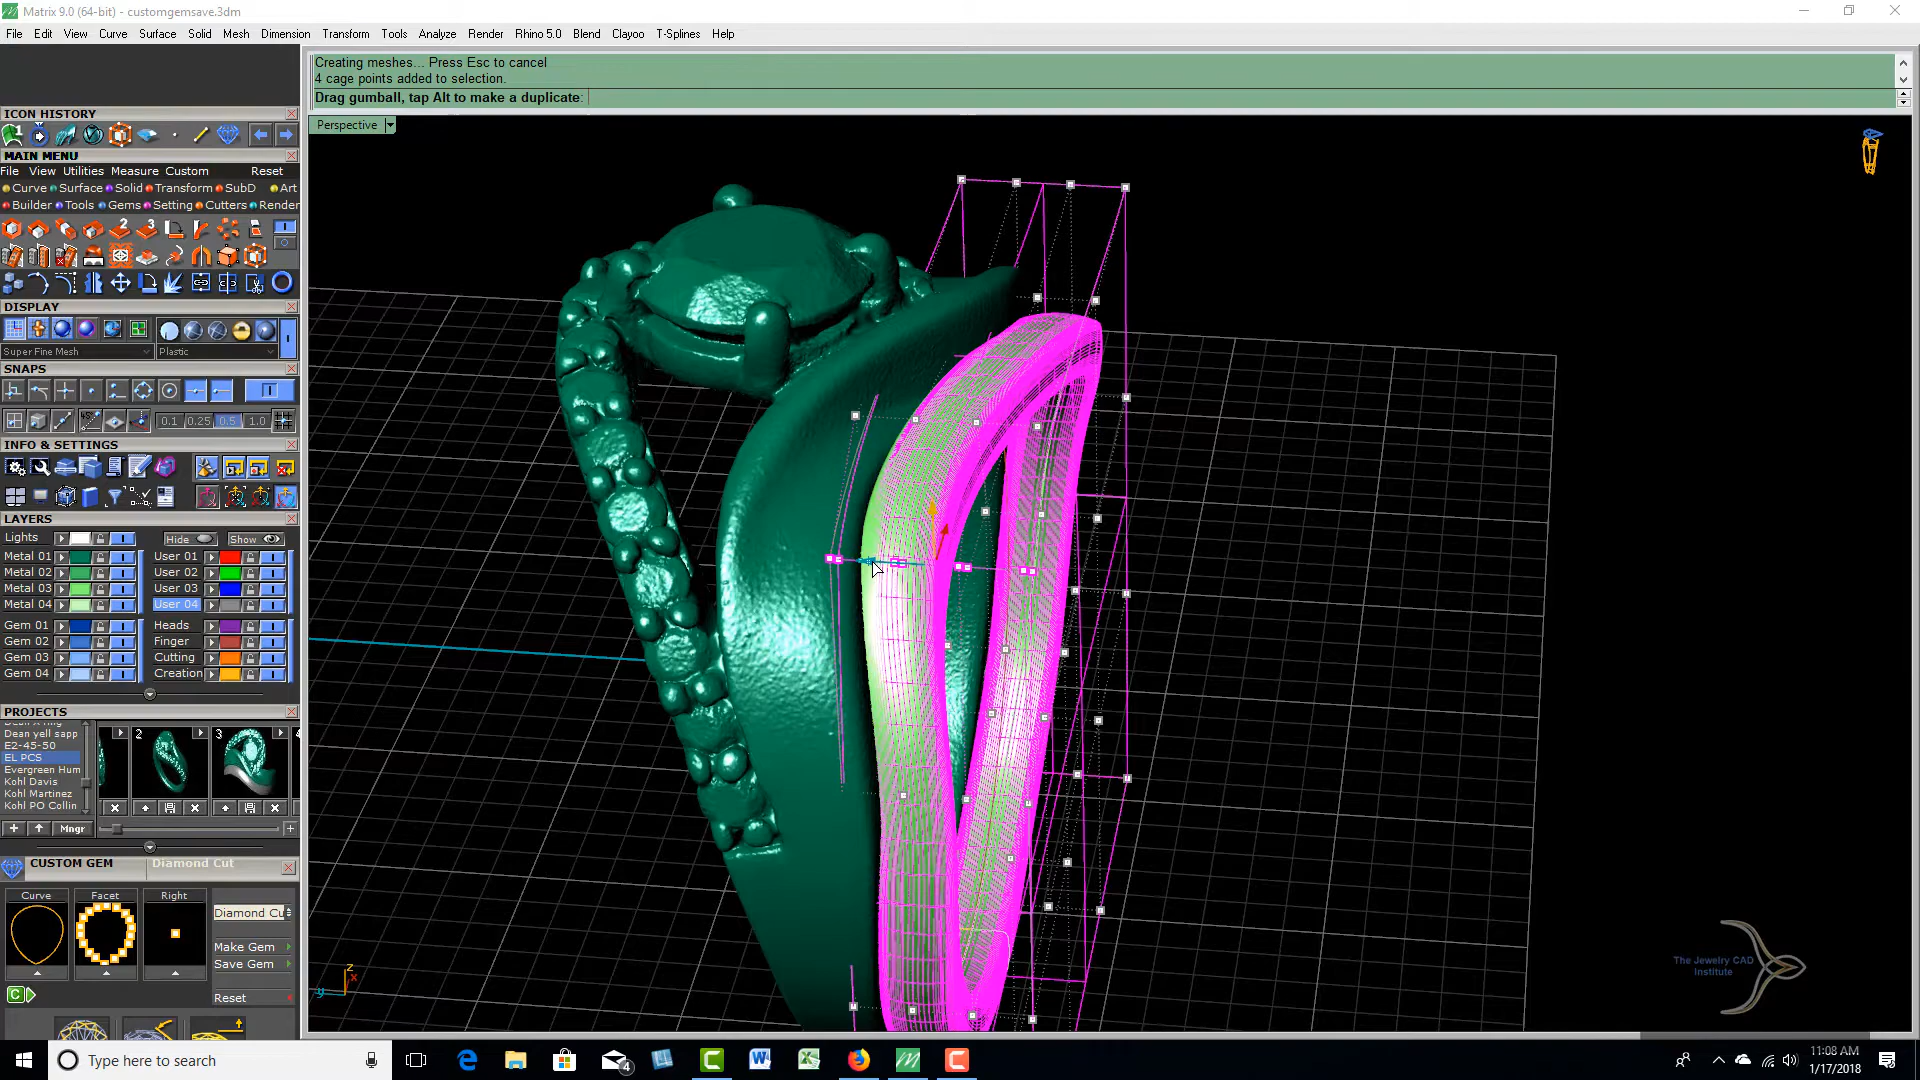 Matrix 9.0 (64-bit) - customgemsave.3dm
File Edit View Curve Surface Solid Mesh Dimension Transform Tools Analyze Render Rhino 5.0 Blend Clayoo T-Splines Help
Creating meshes... Press Esc to cancel
4 cage points added to selection.
Drag gumball, tap Alt to make a duplicate:
Perspective
ICON HISTORY
MAIN MENU
File View Utilities Measure Custom Reset
Curve Surface Solid Transform SubD Art
Builder Tools Gems Setting Cutters Render
DISPLAY
Super Fine Mesh Plastic
SNAPS
0.1 0.25 0.5 1.0
INFO & SETTINGS
LAYERS
Lights Hide Show
Metal 01 User 01
Metal 02 User 02
Metal 03 User 03
Metal 04 User 04
Gem 01 Heads
Gem 02 Finger
Gem 03 Cutting
Gem 04 Creation
PROJECTS
Dean yell sapp
E2-45-50
EL PCS
Evergreen Hum
Kohl Davis
Kohl Martinez
Kohl PO Collin
2 3 4
Mngr
CUSTOM GEM Diamond Cut
Curve Facet Right
Diamond Cu
Make Gem
Save Gem
Reset
C
z
x
y
The Jewelry CAD
Institute
Type here to search
4
11:08 AM
1/17/2018